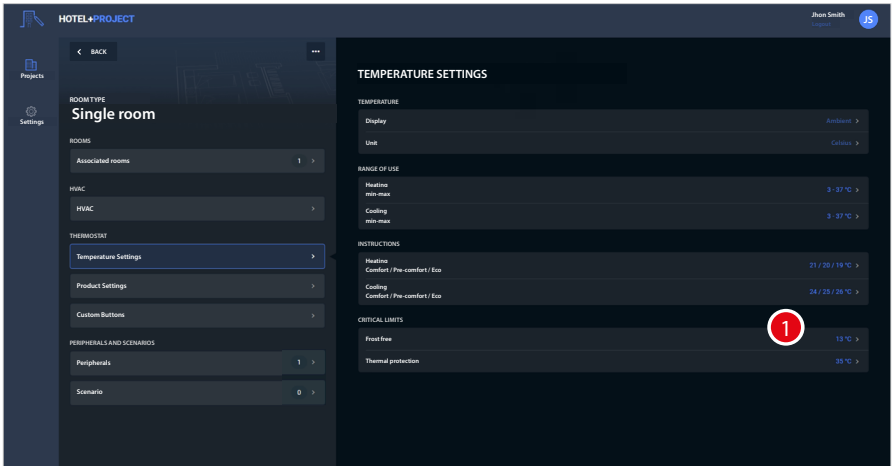 HOTEL+PROJECT
Jhon Smith
Logout
JS
Projects
Settings
BACK
ROOM TYPE
Single room
ROOMS
Associated rooms 1
HVAC
HVAC
THERMOSTAT
Temperature Settings
Product Settings
Custom Buttons
PERIPHERALS AND SCENARIOS
Peripherals 1
Scenario 0
TEMPERATURE SETTINGS
TEMPERATURE
Display Ambient
Unit Celsius
RANGE OF USE
Heating
min-max 3 - 37 °C
Cooling
min-max 3 - 37 °C
INSTRUCTIONS
Heating
Comfort / Pre-comfort / Eco 21 / 20 / 19 °C
Cooling
Comfort / Pre-comfort / Eco 24 / 25 / 26 °C
CRITICAL LIMITS
1
Frost free 13 °C
Thermal protection 35 °C